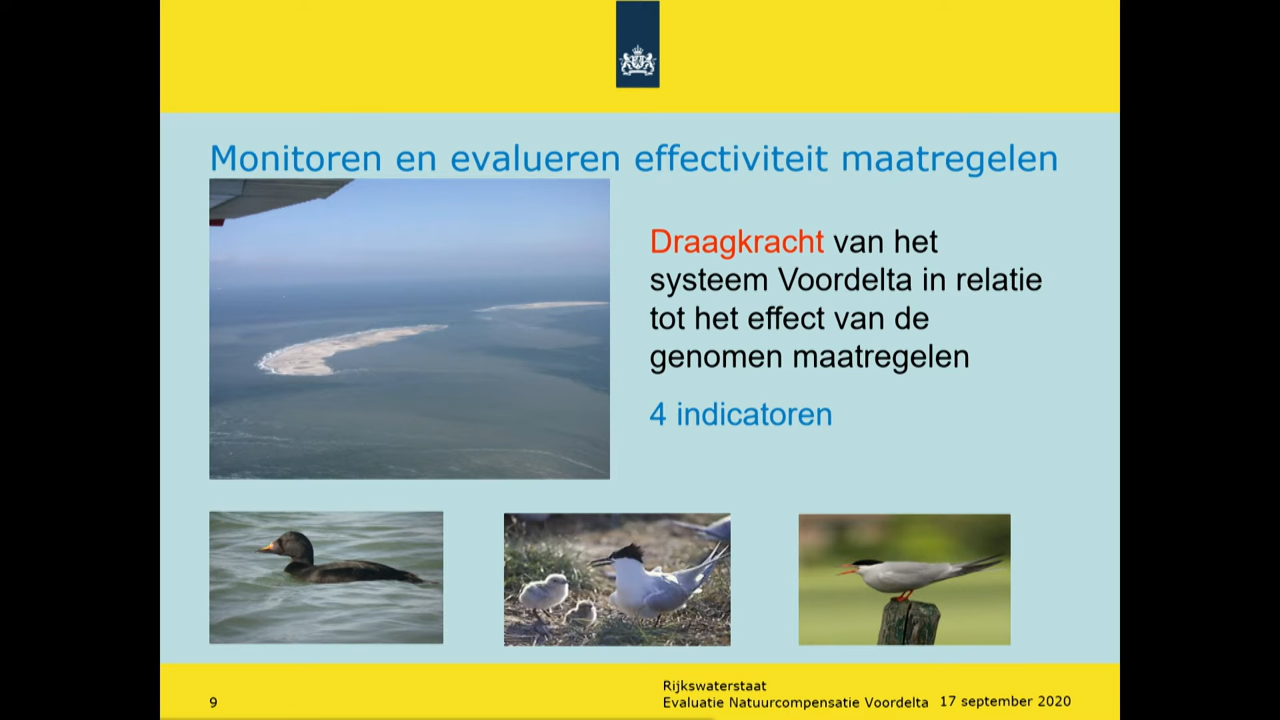 Monitoren en evalueren effectiviteit maatregelen
Draagkracht van het
systeem Voordelta in relatie
tot het effect van de
genomen maatregelen
4 indicatoren
9
Rijkswaterstaat
Evaluatie Natuurcompensatie Voordelta
17 september 2020